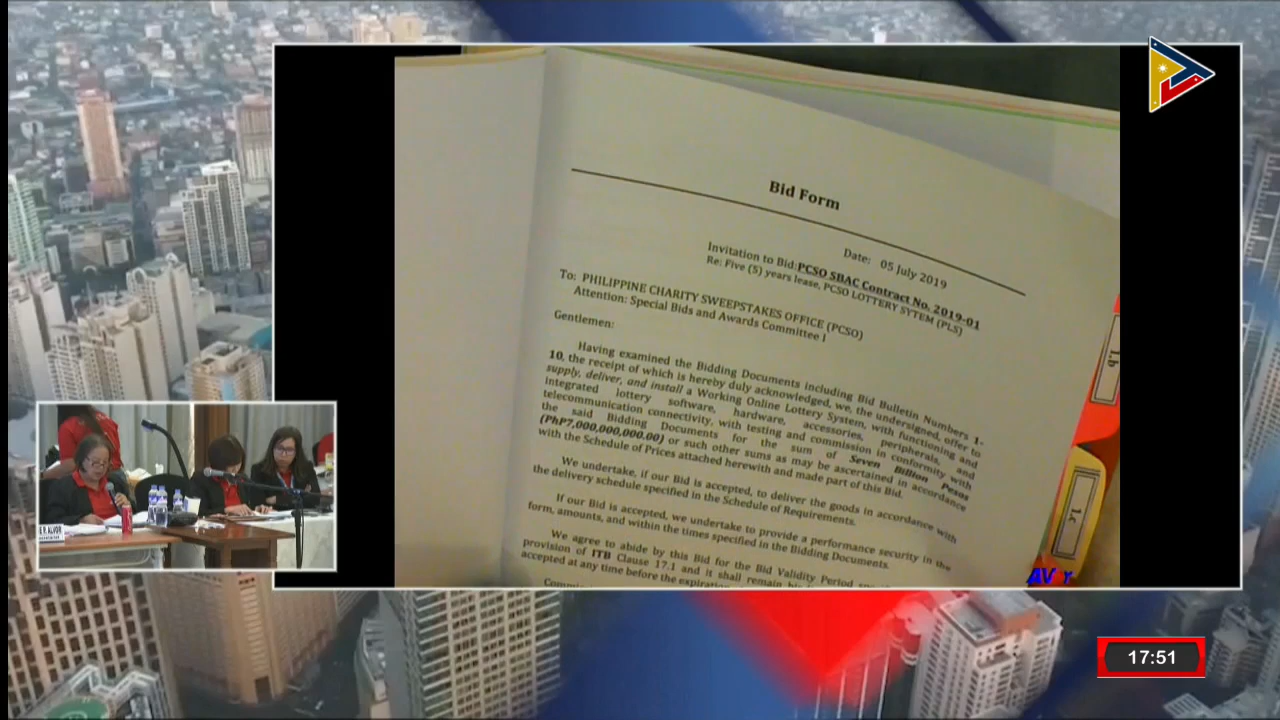 Bid Form
Date: 05 July 2019
Invitation to Bid:PCSO SBAC Contract No. 2019-01
Re: Five (5) years lease, PCSO LOTTERY SYTEM (PLS)
To: PHILIPPINE CHARITY SWEEPSTAKES OFFICE (PCSO)
Attention: Special Bids and Awards Committee I
Gentlemen:
Having examined the Bidding Documents including Bid Bulletin Numbers 1-
10, the receipt of which is hereby duly acknowledged, we, the undersigned, offer to
supply, deliver, and install a Working Online Lottery System, with functioning and
integrated lottery software, hardware, accessories, peripherals, and
telecommunication connectivity, with testing and commission in conformity with
the said Bidding Documents for the sum of Seven Billion Pesos
(PhP7,000,000,000.00) or such other sums as may be ascertained in accordance
with the Schedule of Prices attached herewith and made part of this Bid.
We undertake, if our Bid is accepted, to deliver the goods in accordance with
the delivery schedule specified in the Schedule of Requirements.
If our Bid is accepted, we undertake to provide a performance security in the
form, amounts, and within the times specified in the Bidding Documents.
We agree to abide by this Bid for the Bid Validity Period
provision of ITB Clause 17.1 and it shall remain
accepted at any time before the
1.b
1.c
R. ALVOR
17:51